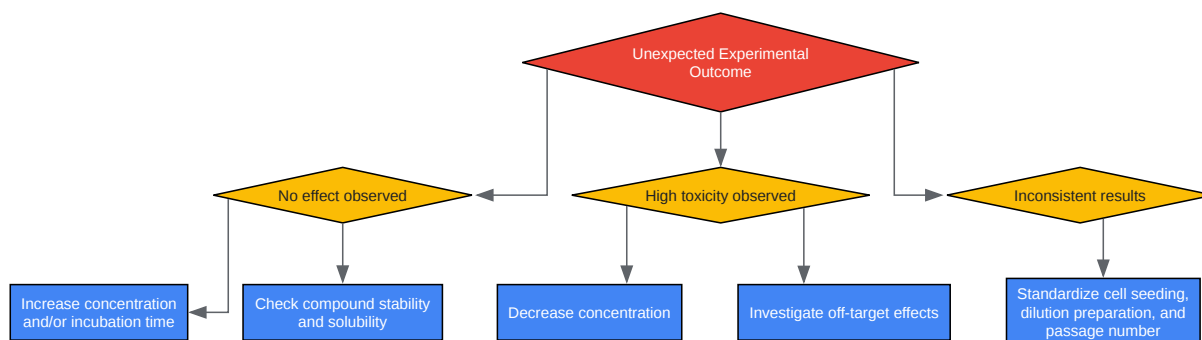 Unexpected Experimental
Outcome
No effect observed
High toxicity observed
Inconsistent results
Increase concentration
and/or incubation time
Check compound stability
and solubility
Decrease concentration
Investigate off-target effects
Standardize cell seeding,
dilution preparation, and
passage number